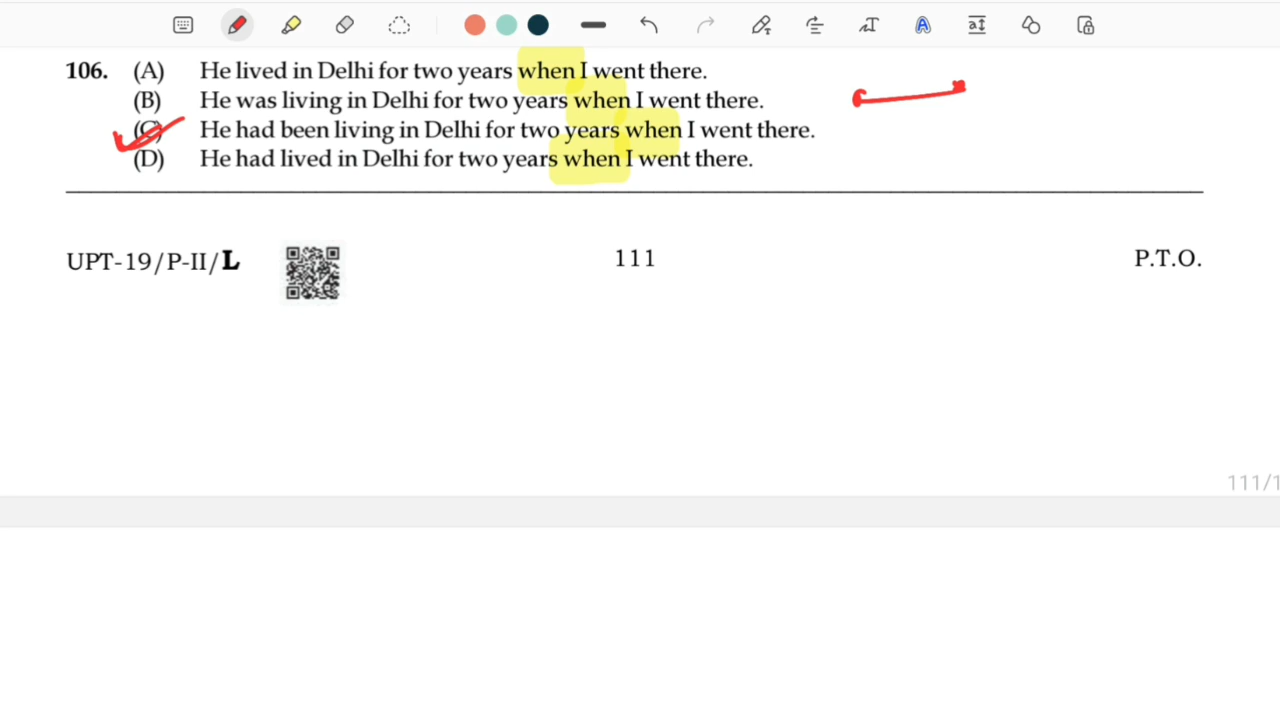 106. (A) He lived in Delhi for two years when I went there.
(B) He was living in Delhi for two years when I went there.
(C) He had been living in Delhi for two years when I went there.
(D) He had lived in Delhi for two years when I went there.
UPT-19/P-II/L 111 P.T.O.
111/1